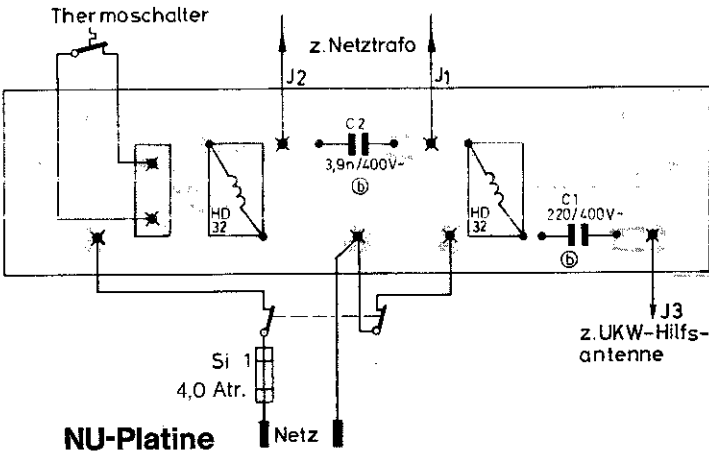 Thermoschalter
z. Netztrafo
J2
J1
C2
3,9n/400V~
b
HD
32
HD
32
C1
220/400V~
b
J3
z. UKW-Hilfs-
antenne
Si 1
4,0 Atr.
NU-Platine
Netz